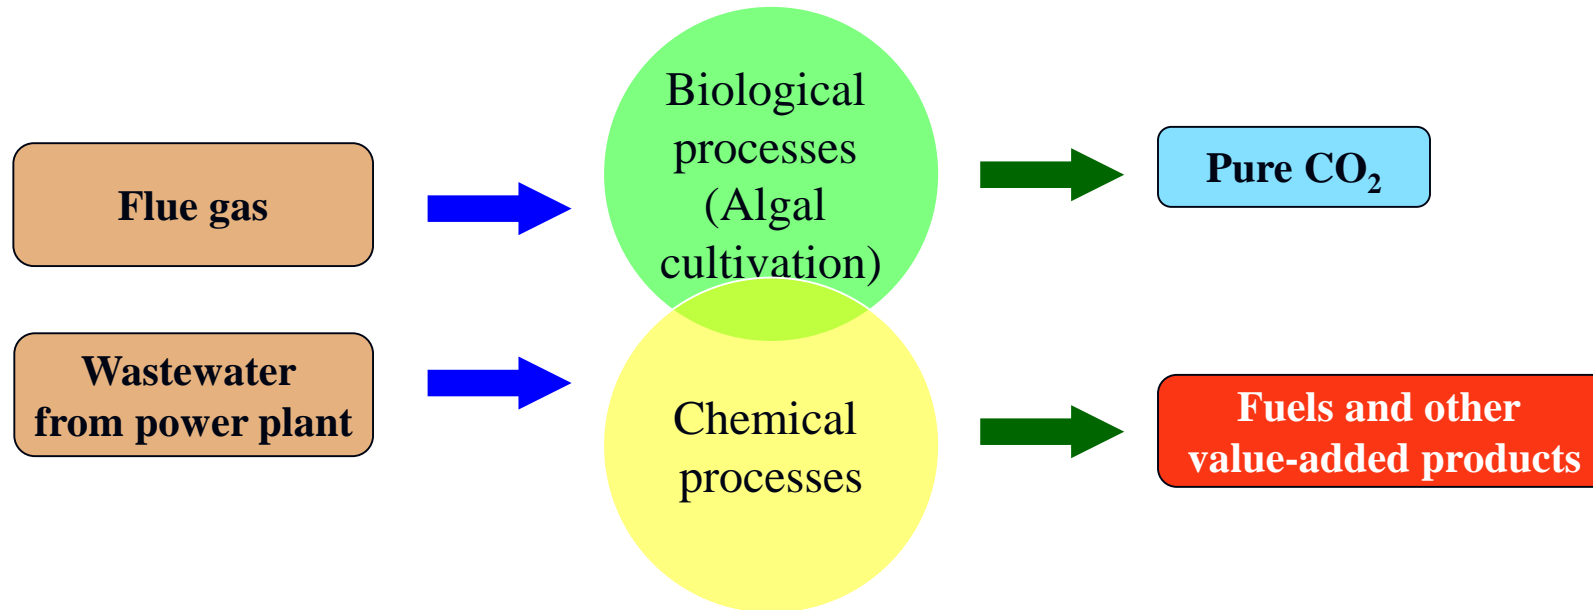 Flue gas
Wastewater
from power plant
Biological
processes
(Algal
cultivation)
Chemical
processes
Pure CO₂
Fuels and other
value-added products